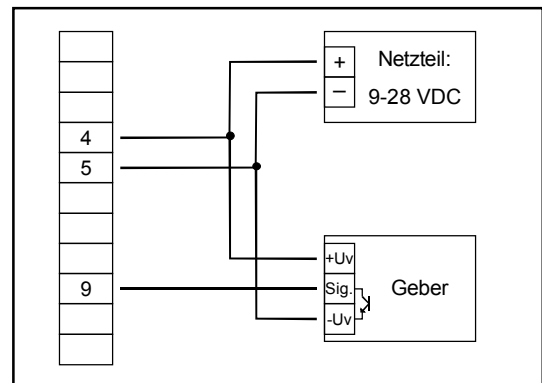 + Netzteil:
– 9-28 VDC
4
5
+Uv
9 Sig. Geber
-Uv